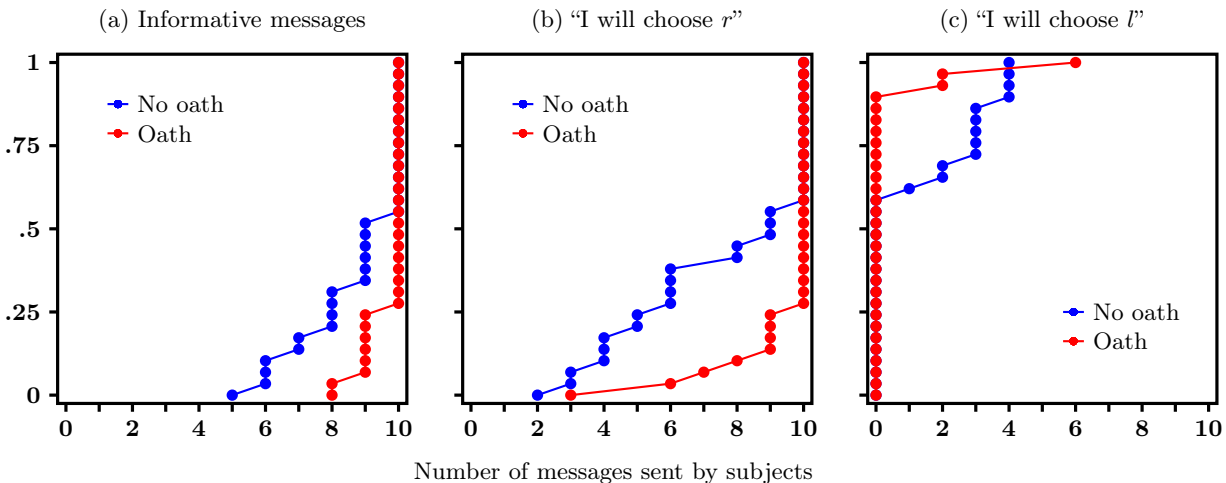 (a) Informative messages
(b) “I will choose r”
(c) “I will choose l”
1
.75
.5
.25
0
No oath
Oath
No oath
Oath
No oath
Oath
0 2 4 6 8 10
0 2 4 6 8 10
0 2 4 6 8 10
Number of messages sent by subjects